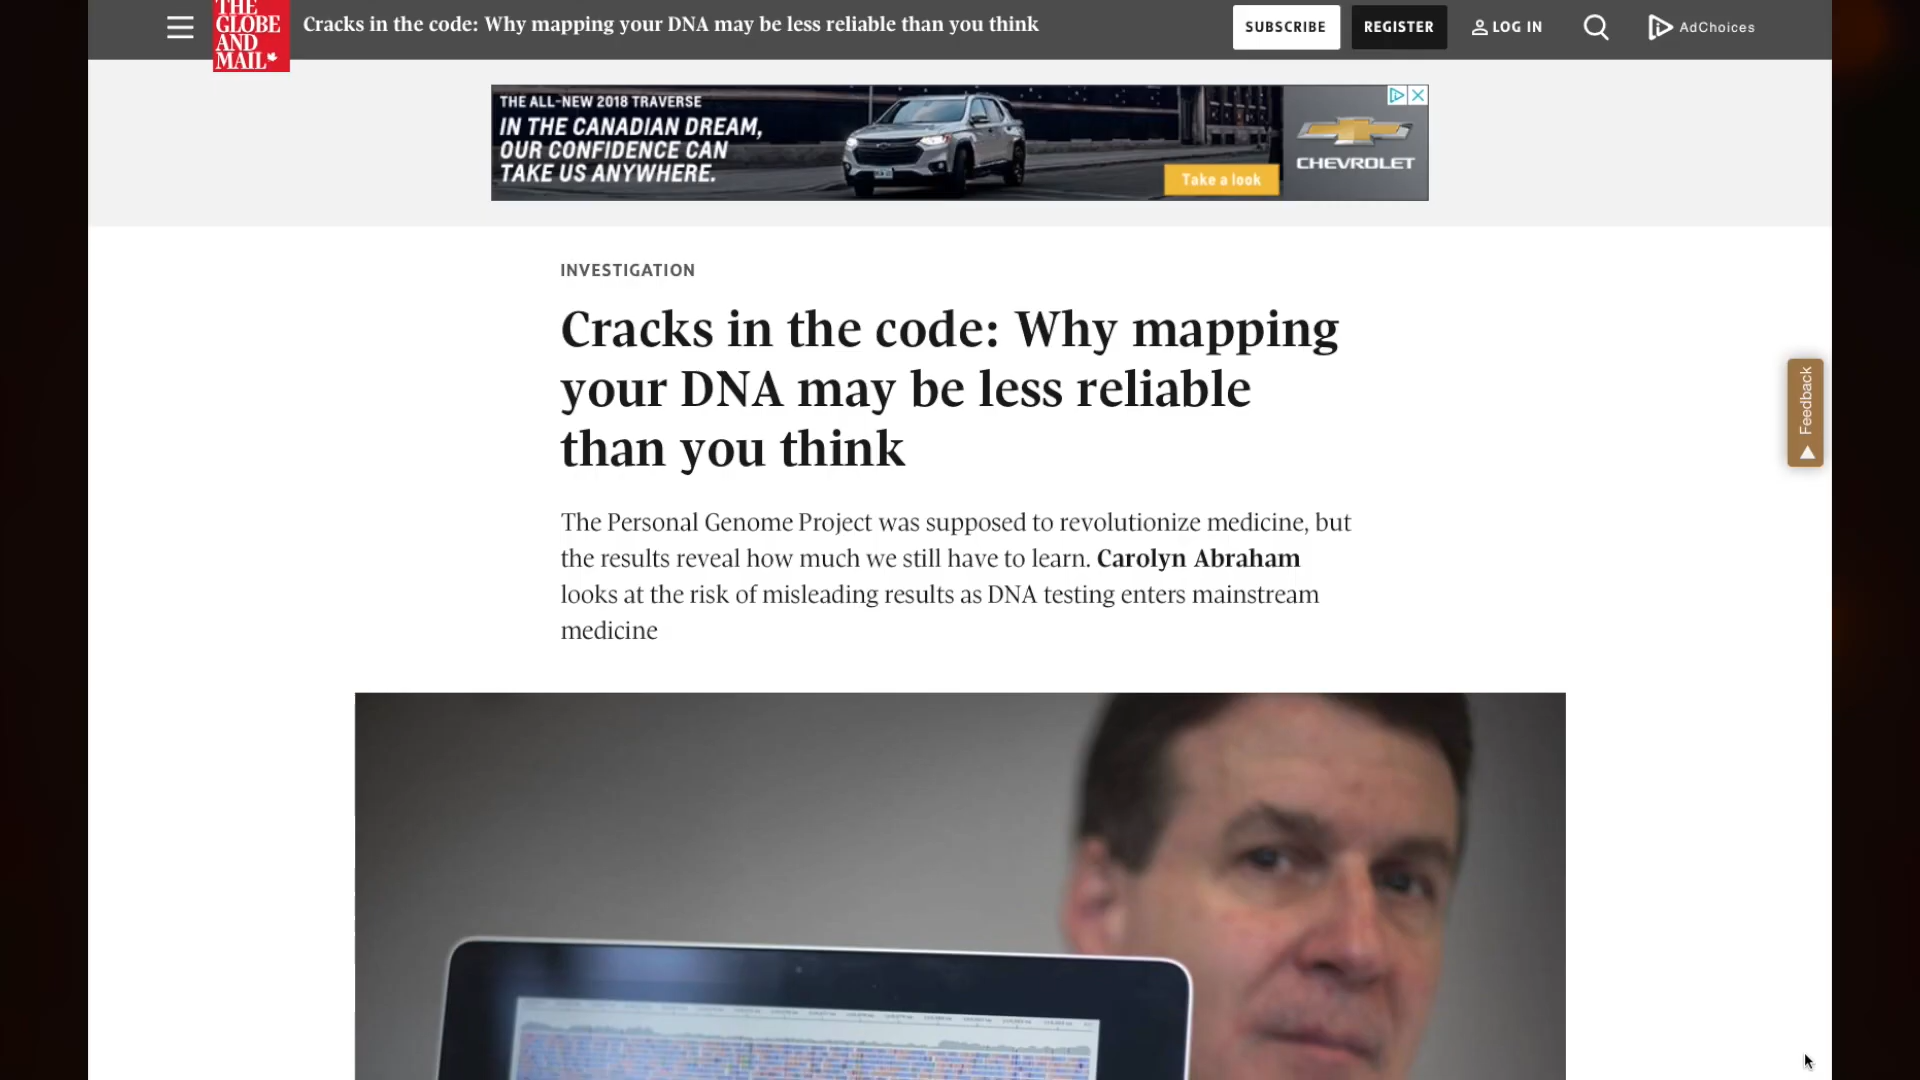 THE
GLOBE
AND
MAIL
Cracks in the code: Why mapping your DNA may be less reliable than you think
SUBSCRIBE
REGISTER
LOG IN
AdChoices
THE ALL-NEW 2018 TRAVERSE
IN THE CANADIAN DREAM,
OUR CONFIDENCE CAN
TAKE US ANYWHERE.
Take a look
CHEVROLET
INVESTIGATION
Cracks in the code: Why mapping
your DNA may be less reliable
than you think
The Personal Genome Project was supposed to revolutionize medicine, but
the results reveal how much we still have to learn. Carolyn Abraham
looks at the risk of misleading results as DNA testing enters mainstream
medicine
Feedback